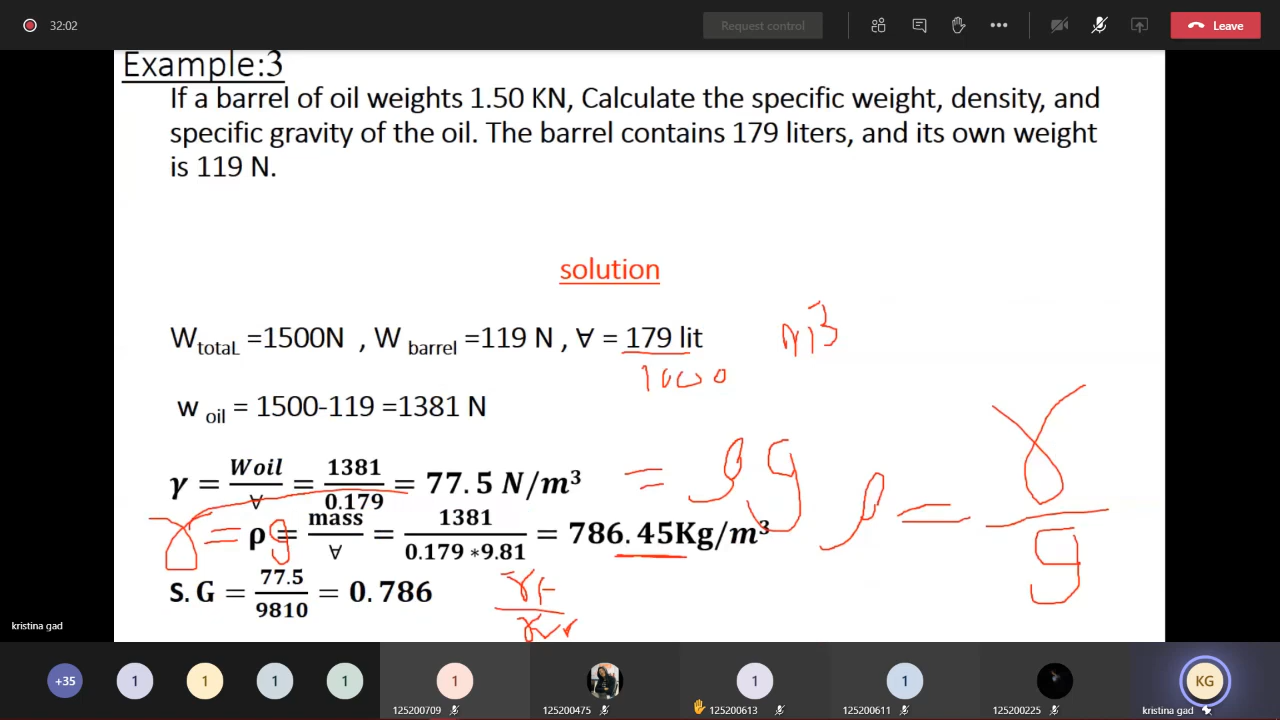 32:02
Request control
Leave
Example:3
If a barrel of oil weights 1.50 KN, Calculate the specific weight, density, and
specific gravity of the oil. The barrel contains 179 liters, and its own weight
is 119 N.
solution
W totaL =1500N , W barrel =119 N , ∀ = 179 lit
m3
1000
w oil = 1500-119 =1381 N
γ = Woil/∀ = 1381/0.179 = 77.5 N/m³ = ρg
γ = ρg = mass/∀ = 1381/0.179 *9.81 = 786.45Kg/m³
ρ = γ/g
S.G = 77.5/9810 = 0.786
kristina gad
+35
1
1
1
1
1
125200709
125200475
1
125200613
1
125200611
125200225
KG
kristina gad